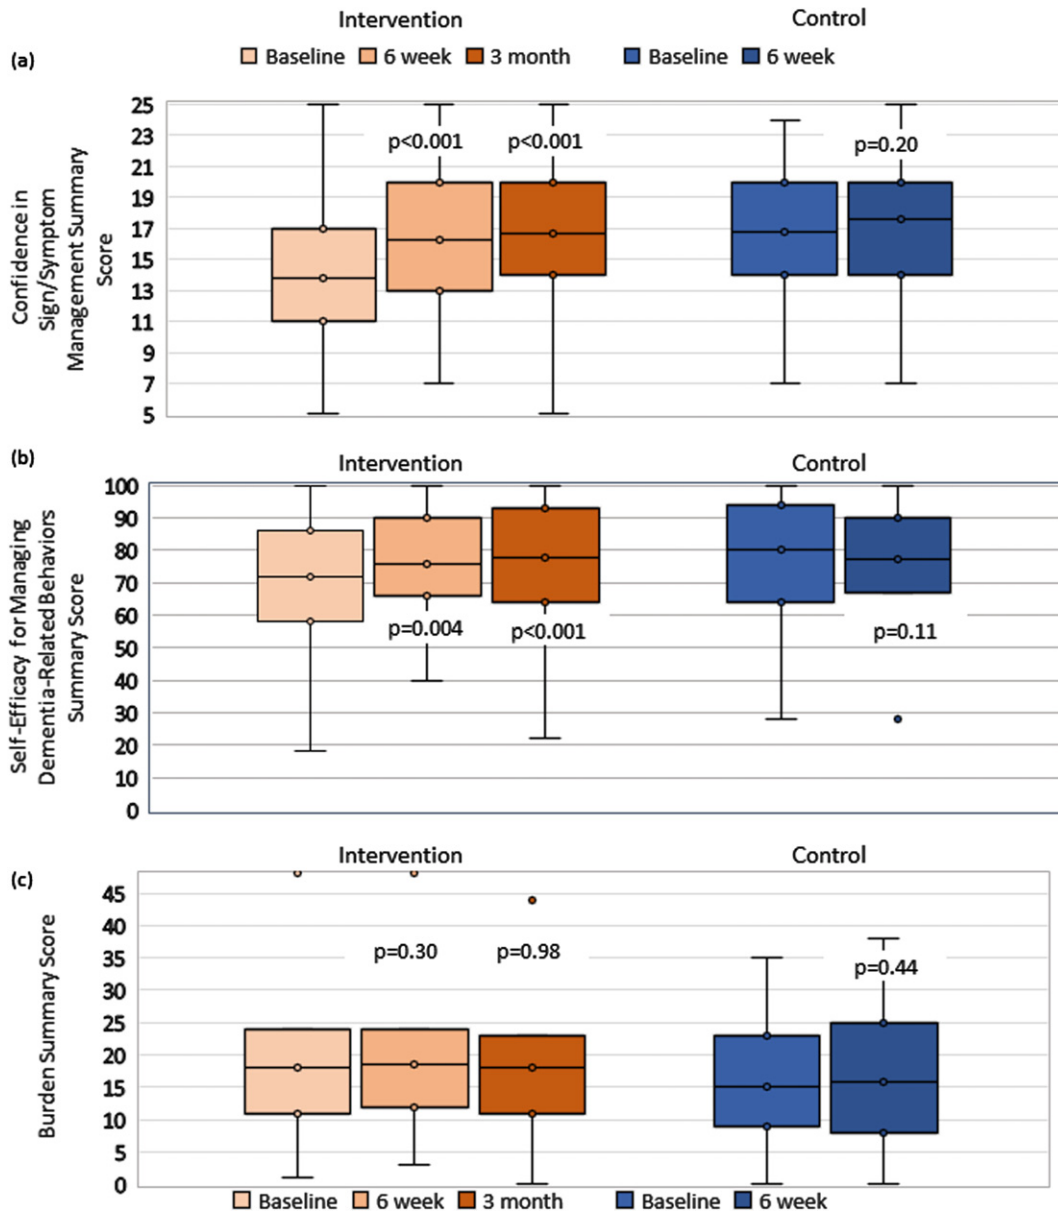 Intervention Control
Baseline 6 week 3 month Baseline 6 week
(a)
25
23
21
19
17
15
13
11
9
7
5
Confidence in
Sign/Symptom
Management Summary
Score
p<0.001 p<0.001 p=0.20
(b)
Intervention Control
100
90
80
70
60
50
40
30
20
10
0
Self-Efficacy for Managing
Dementia-Related Behaviors
Summary Score
p=0.004 p<0.001 p=0.11
Intervention Control
(c)
45
40
35
30
25
20
15
10
5
0
Burden Summary Score
p=0.30 p=0.98 p=0.44
Baseline 6 week 3 month Baseline 6 week